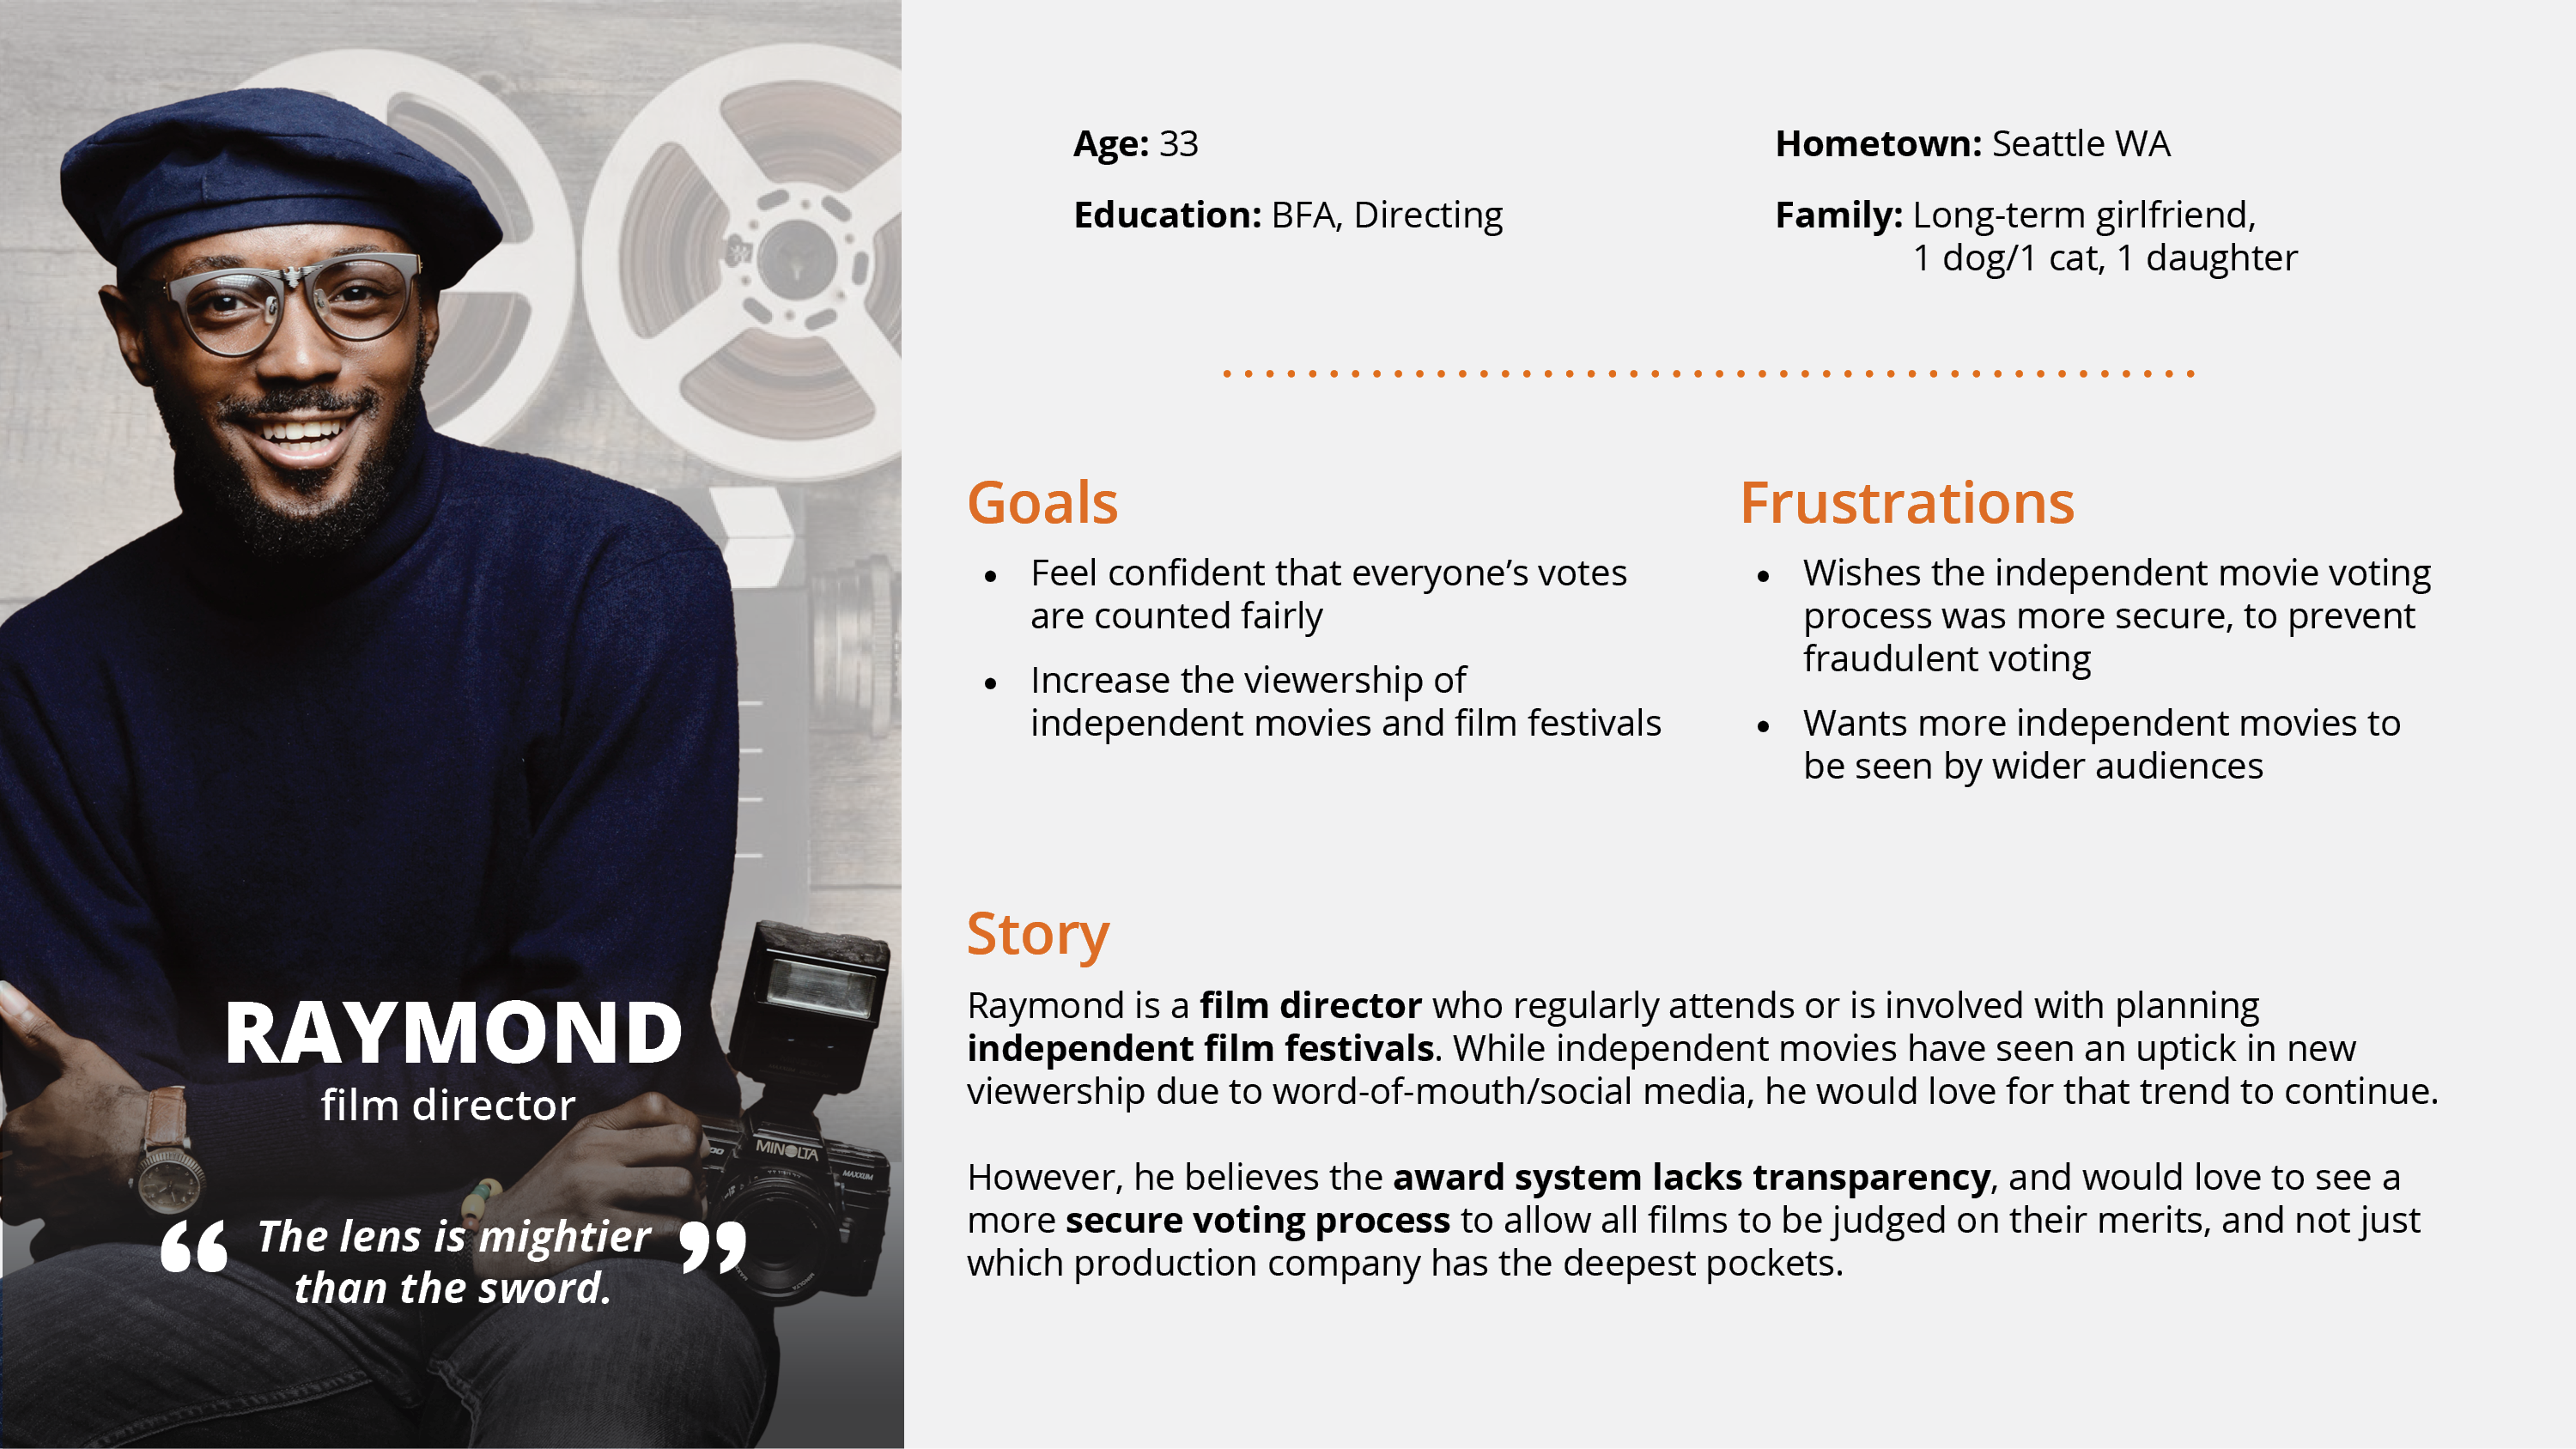 Age: 33
Education: BFA, Directing
Hometown: Seattle WA
Family: Long-term girlfriend,
1 dog/1 cat, 1 daughter
Goals
• Feel confident that everyone’s votes
are counted fairly
• Increase the viewership of
independent movies and film festivals
Frustrations
• Wishes the independent movie voting
process was more secure, to prevent
fraudulent voting
• Wants more independent movies to
be seen by wider audiences
Story
Raymond is a film director who regularly attends or is involved with planning
independent film festivals. While independent movies have seen an uptick in new
viewership due to word-of-mouth/social media, he would love for that trend to continue.
However, he believes the award system lacks transparency, and would love to see a
more secure voting process to allow all films to be judged on their merits, and not just
which production company has the deepest pockets.
RAYMOND
film director
“ The lens is mightier ”
than the sword.
MINOLTA
MAXXUM